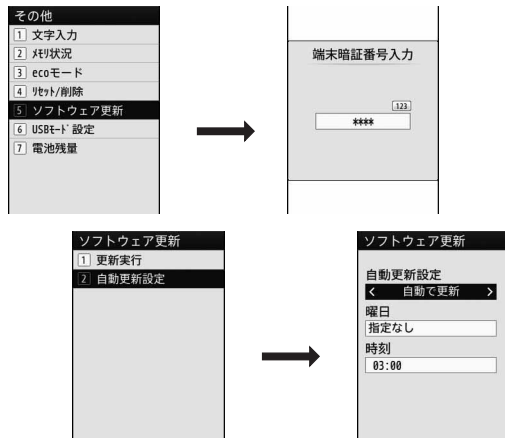 その他
1 文字入力
2 ﾒﾓﾘ状況
3 ecoモード
4 ﾘｾｯﾄ/削除
5 ソフトウェア更新
6 USBﾓｰﾄﾞ設定
7 電池残量
端末暗証番号入力
123
****
ソフトウェア更新
1 更新実行
2 自動更新設定
ソフトウェア更新
自動更新設定
< 自動で更新 >
曜日
指定なし
時刻
03:00